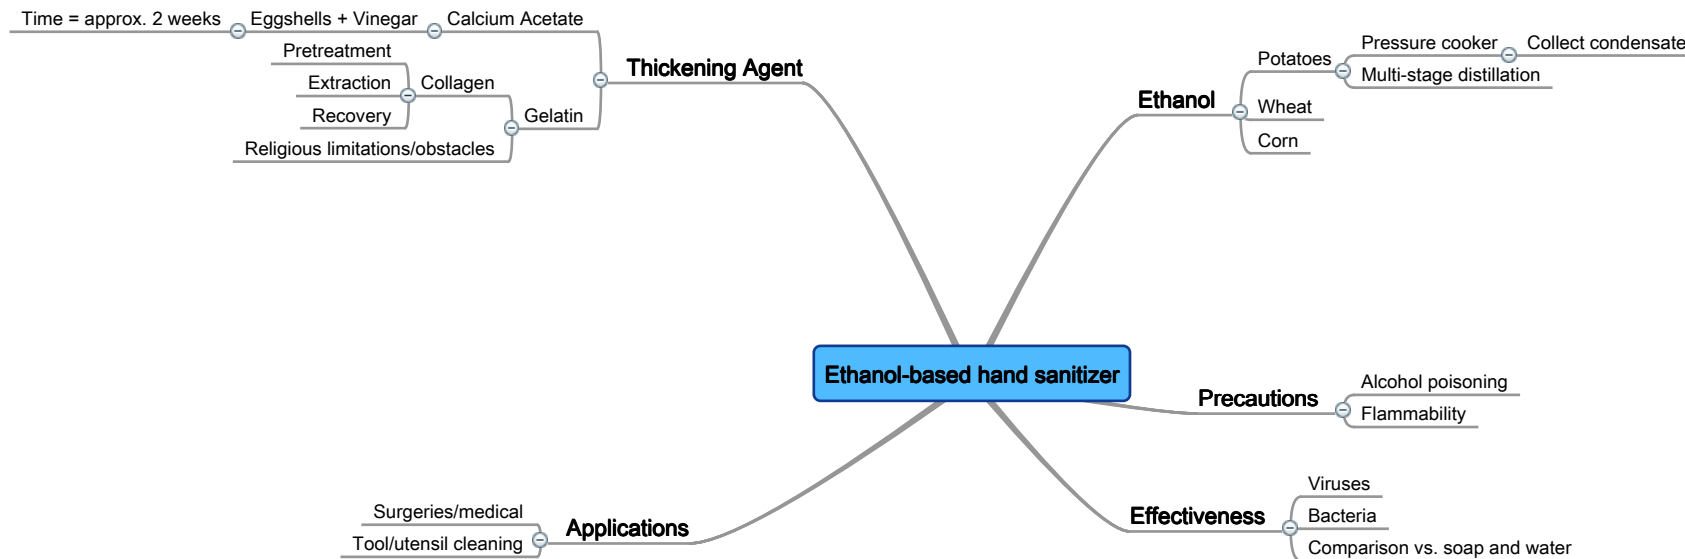 Time = approx. 2 weeks
Eggshells + Vinegar
Calcium Acetate
Pretreatment
Extraction
Recovery
Collagen
Gelatin
Religious limitations/obstacles
Thickening Agent
Ethanol
Potatoes
Pressure cooker
Collect condensate
Multi-stage distillation
Wheat
Corn
Ethanol-based hand sanitizer
Precautions
Alcohol poisoning
Flammability
Surgeries/medical
Tool/utensil cleaning
Applications
Effectiveness
Viruses
Bacteria
Comparison vs. soap and water